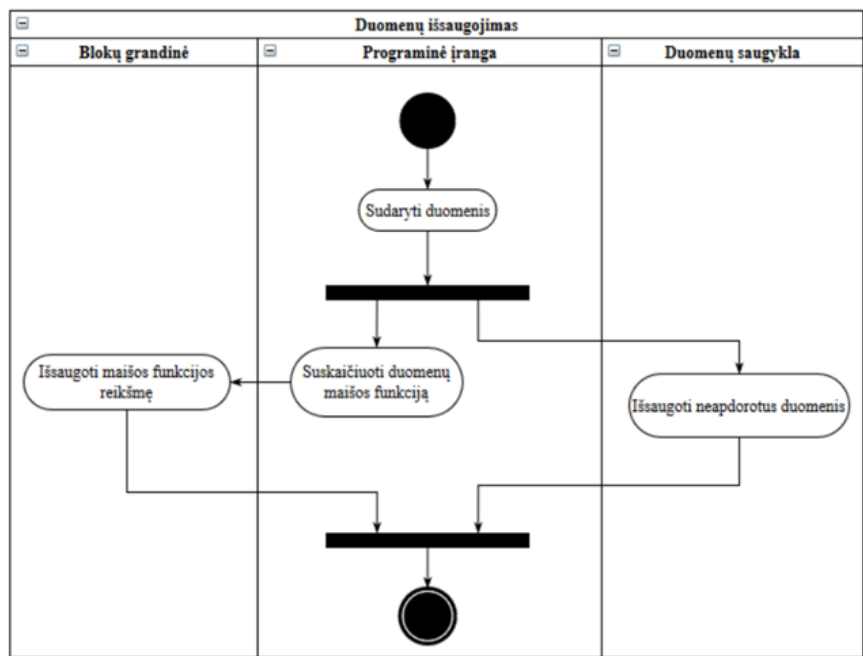 Duomenų išsaugojimas
Blokų grandinė
Programinė įranga
Duomenų saugykla
Sudaryti duomenis
Išsaugoti maišos funkcijos
reikšmę
Suskaičiuoti duomenų
maišos funkciją
Išsaugoti neapdorotus duomenis